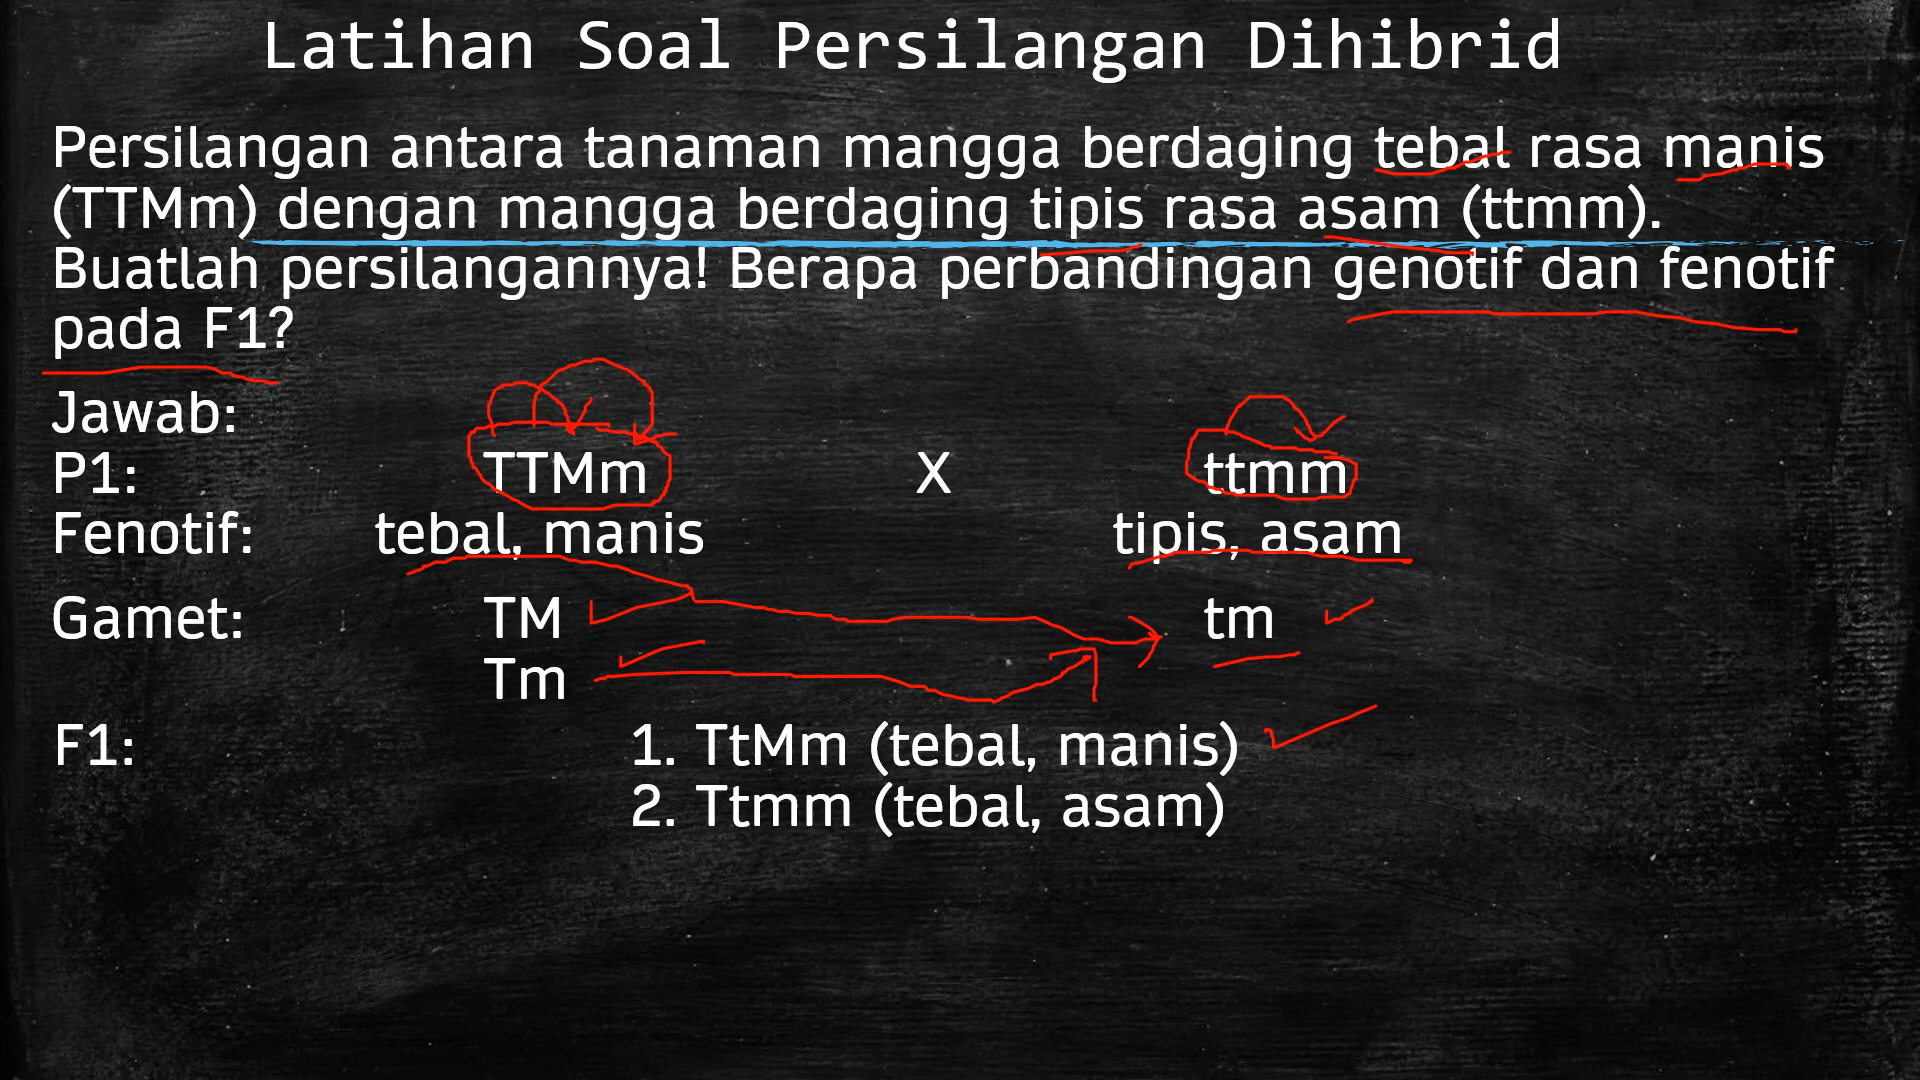 Latihan Soal Persilangan Dihibrid
Persilangan antara tanaman mangga berdaging tebal rasa manis
(TTMm) dengan mangga berdaging tipis rasa asam (ttmm).
Buatlah persilangannya! Berapa perbandingan genotif dan fenotif
pada F1?
Jawab:
P1: TTMm X ttmm
Fenotif: tebal, manis tipis, asam
Gamet: TM tm
Tm
F1: 1. TtMm (tebal, manis)
2. Ttmm (tebal, asam)